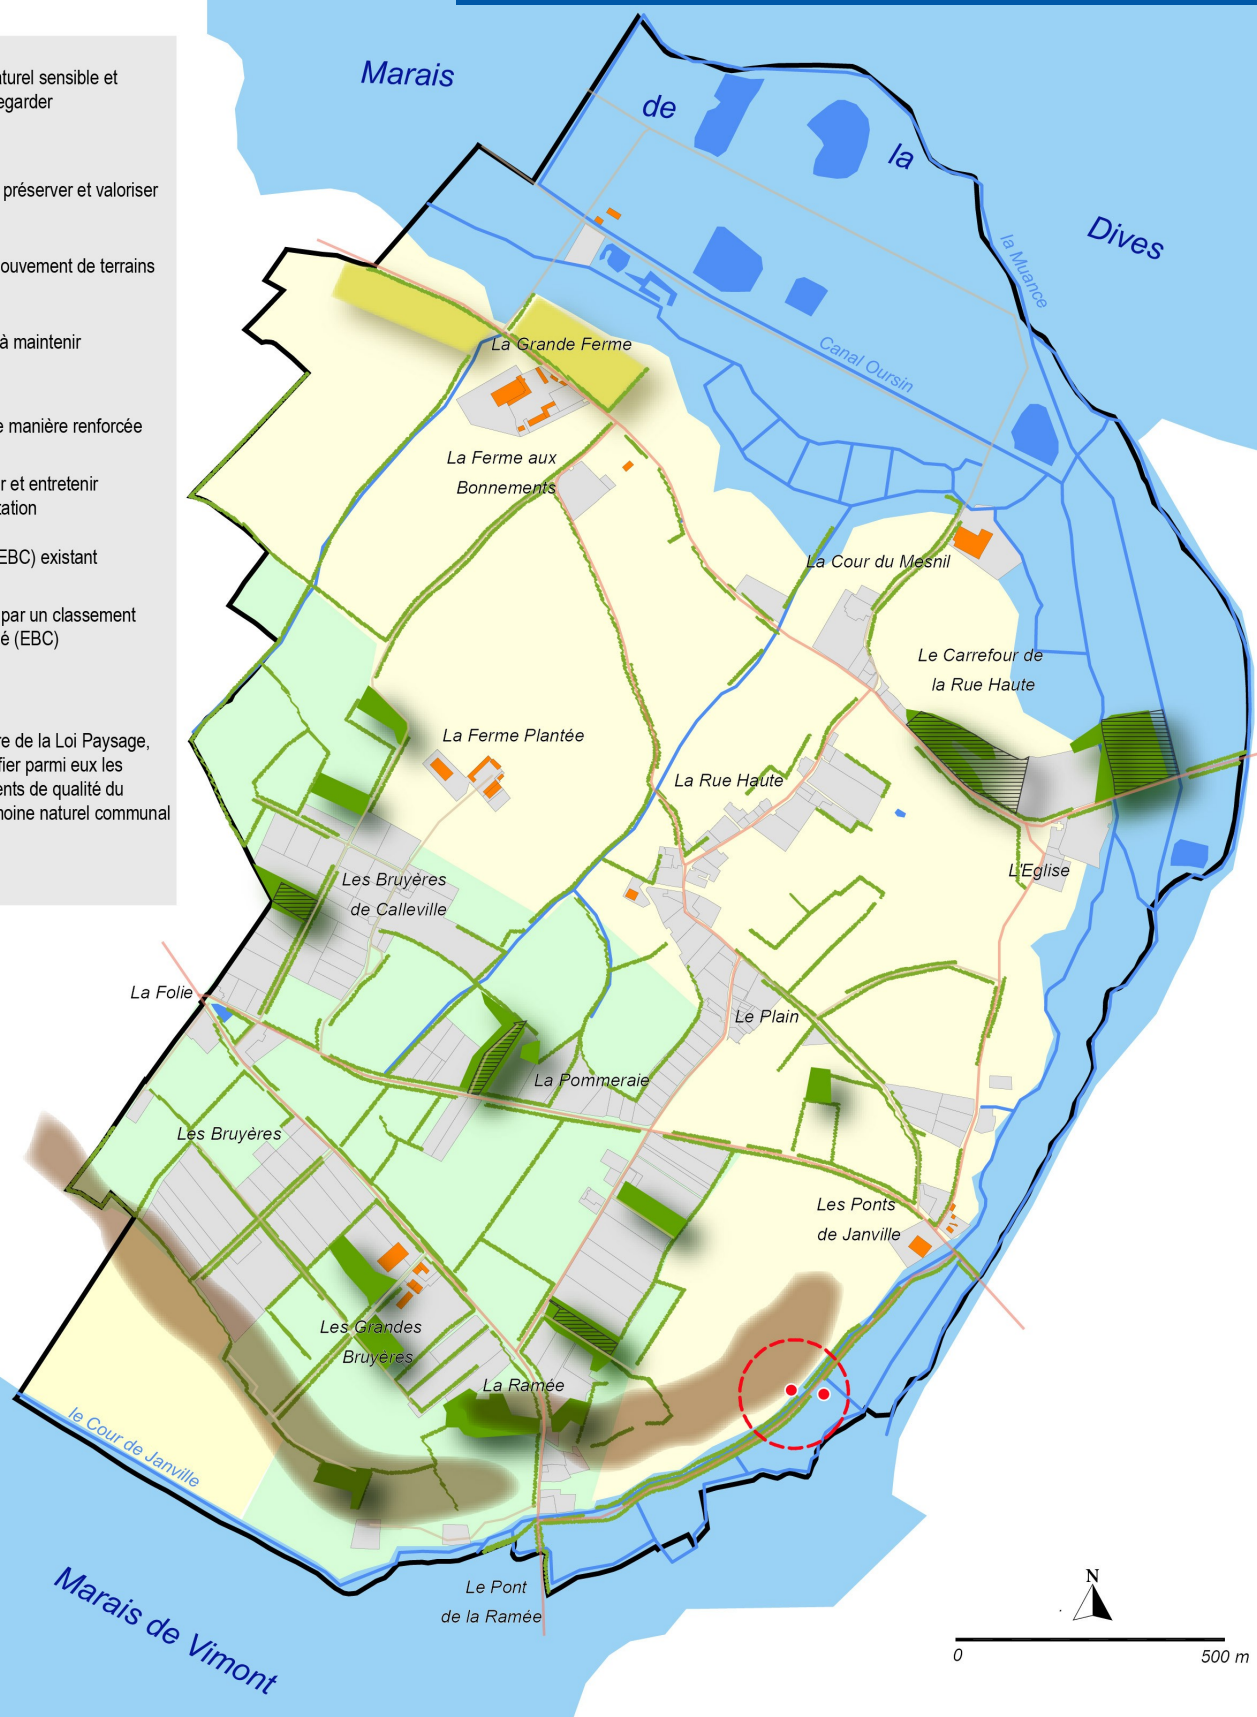 Marais
de
la
Dives
la Muance
Canal Oursin
egarder
préserver et valoriser
ouvement de terrains
à maintenir
manière renforcée
r et entretenir
EBC) existant
par un classement
é (EBC)
re de la Loi Paysage,
fier parmi eux les
ents de qualité du
noine naturel communal
La Grande Ferme
La Ferme aux
Bonnements
La Cour du Mesnil
Le Carrefour de
la Rue Haute
La Ferme Plantée
La Rue Haute
L'Eglise
Les Bruyères
de Calleville
La Folie
Le Plain
La Pommeraie
Les Bruyères
Les Ponts
de Janville
Les Grandes
Bruyères
La Ramée
le Cour de Janville
Marais de Vimont
Le Pont
de la Ramée
N
0
500 m